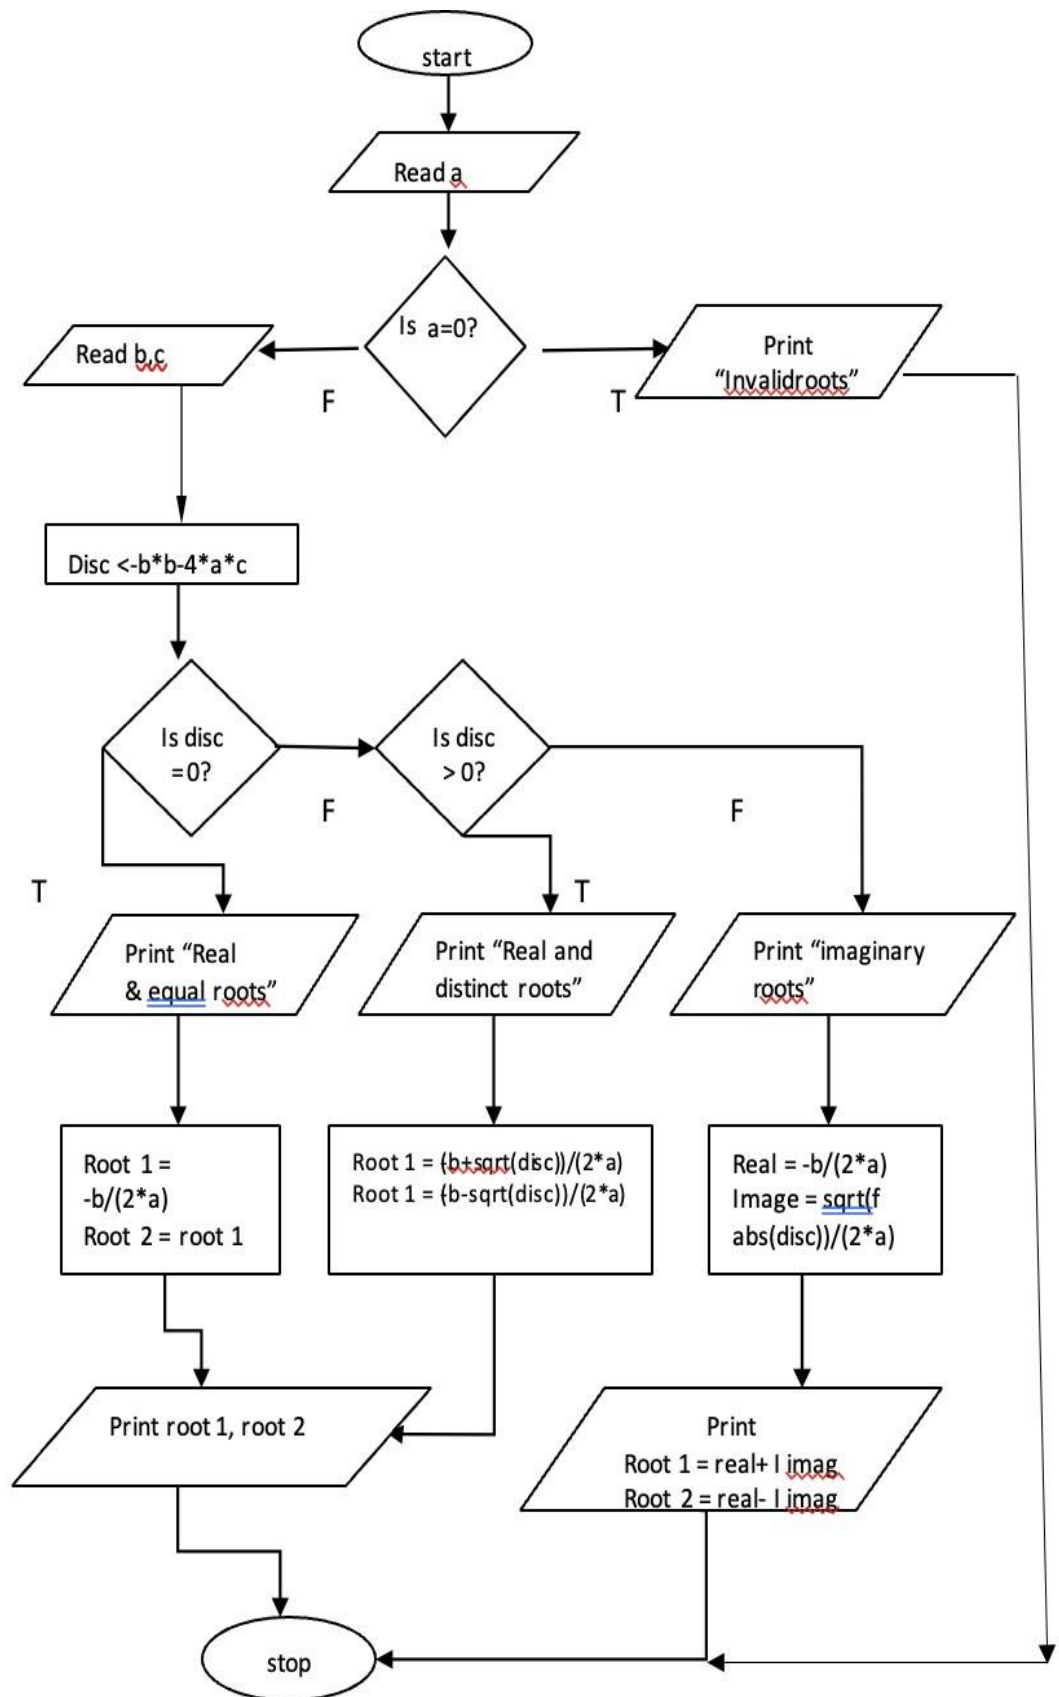 start
Read a
Is a=0?
Read b,c
F
T
Print
“Invalidroots”
Disc <-b*b-4*a*c
Is disc
=0?
F
Is disc
> 0?
F
T
T
Print “Real
& equal roots”
Print “Real and
distinct roots”
Print “imaginary
roots”
Root 1 =
-b/(2*a)
Root 2 = root 1
Root 1 = (-b+sqrt(disc))/(2*a)
Root 1 = (-b-sqrt(disc))/(2*a)
Real = -b/(2*a)
Image = sqrt(f
abs(disc))/(2*a)
Print root 1, root 2
Print
Root 1 = real+ I imag
Root 2 = real- I imag
stop